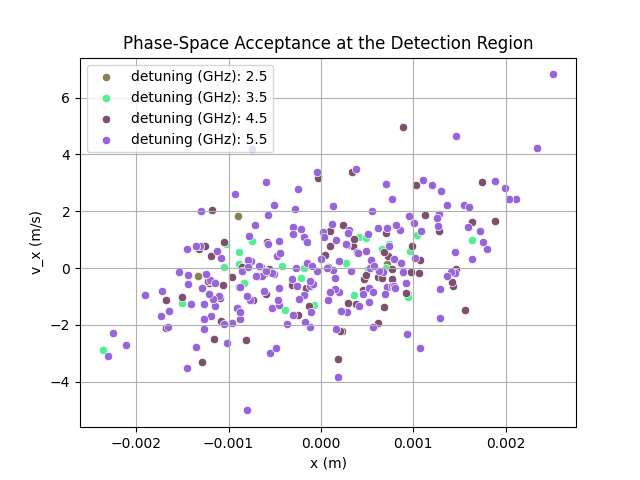 Phase-Space Acceptance at the Detection Region
detuning (GHz): 2.5
detuning (GHz): 3.5
detuning (GHz): 4.5
detuning (GHz): 5.5
v_x (m/s)
6
4
2
0
−2
−4
−0.002 −0.001 0.000 0.001 0.002
x (m)